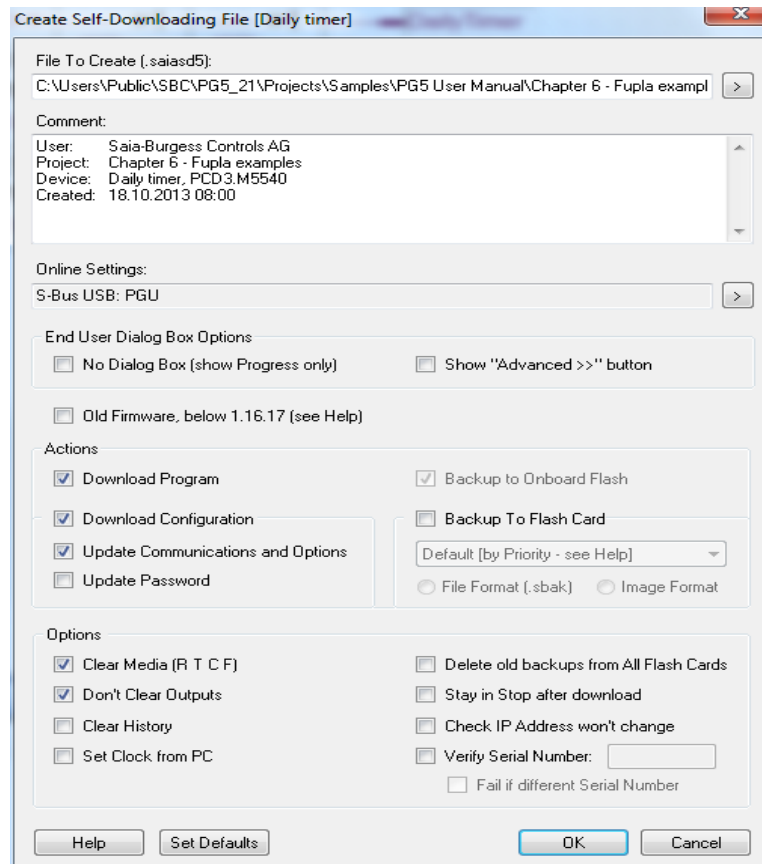 Create Self-Downloading File [Daily timer]
File To Create (.saiasd5):
C:\Users\Public\SBC\PG5_21\Projects\Samples\PG5 User Manual\Chapter 6 - Fupla exampl
>
Comment:
User: Saia-Burgess Controls AG
Project: Chapter 6 - Fupla examples
Device: Daily timer, PCD3.M5540
Created: 18.10.2013 08:00
Online Settings:
S-Bus USB: PGU
>
End User Dialog Box Options
No Dialog Box (show Progress only)
Show "Advanced >>" button
Old Firmware, below 1.16.17 (see Help)
Actions
Download Program
Backup to Onboard Flash
Download Configuration
Backup To Flash Card
Update Communications and Options
Default [by Priority - see Help]
Update Password
File Format (.sbak)
Image Format
Options
Clear Media (R T C F)
Delete old backups from All Flash Cards
Don't Clear Outputs
Stay in Stop after download
Clear History
Check IP Address won't change
Set Clock from PC
Verify Serial Number:
Fail if different Serial Number
Help
Set Defaults
OK
Cancel